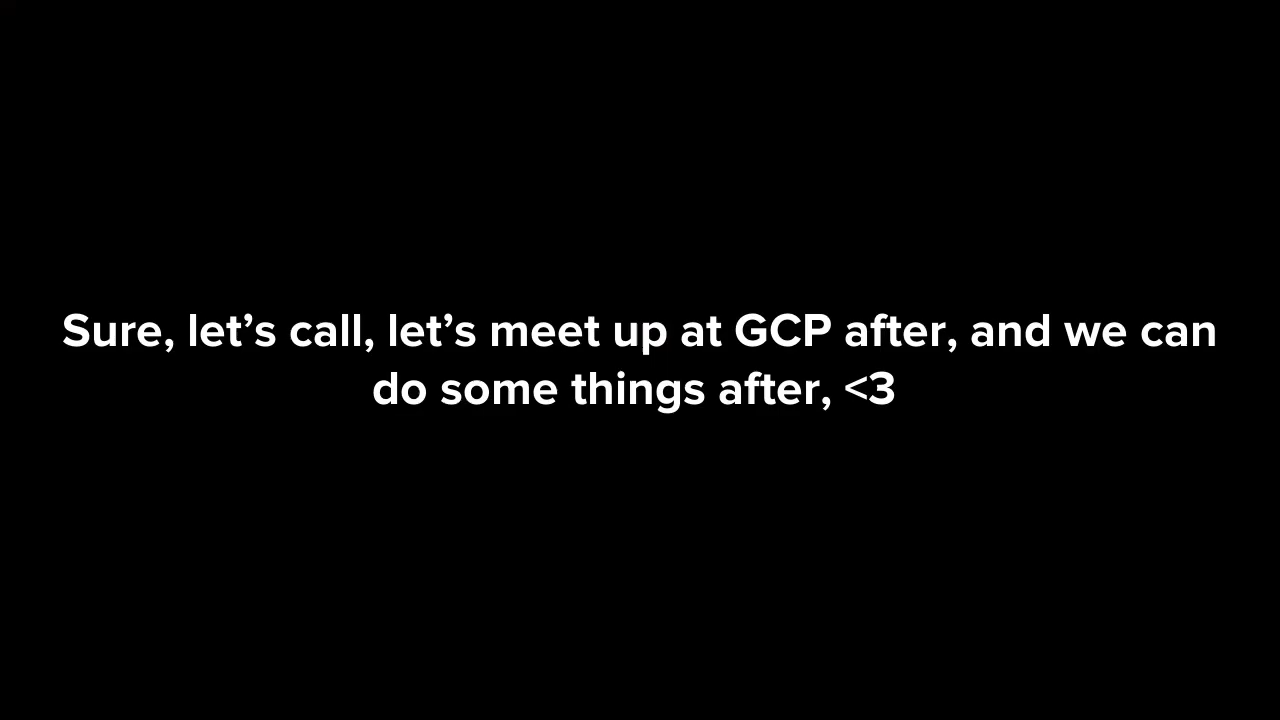 Sure, let’s call, let’s meet up at GCP after, and we can
do some things after, <3